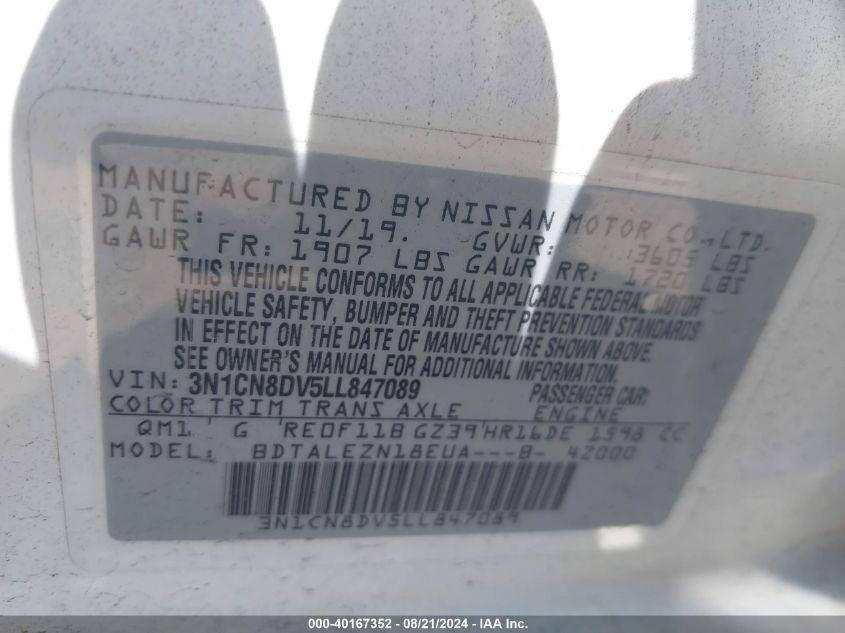 MANUFACTURED BY NISSAN MOTOR CO., LTD.
DATE: 11/19. GVWR: 3605 LBS
GAWR FR: 1907 LBS GAWR RR: 1720 LBS
THIS VEHICLE CONFORMS TO ALL APPLICABLE FEDERAL MOTOR
VEHICLE SAFETY, BUMPER AND THEFT PREVENTION STANDARDS
IN EFFECT ON THE DATE OF MANUFACTURE SHOWN ABOVE.
SEE OWNER'S MANUAL FOR ADDITIONAL INFORMATION.
VIN: 3N1CN8DV5LL847089 PASSENGER CAR
COLOR TRIM TRANS AXLE ENGINE
QM1 G RE0F11B GZ39 HR16DE 1598 CC
MODEL: BDTALEZN18EUA---B- 42000
3N1CN8DV5LL847089
000-40167352 - 08/21/2024 - IAA Inc.